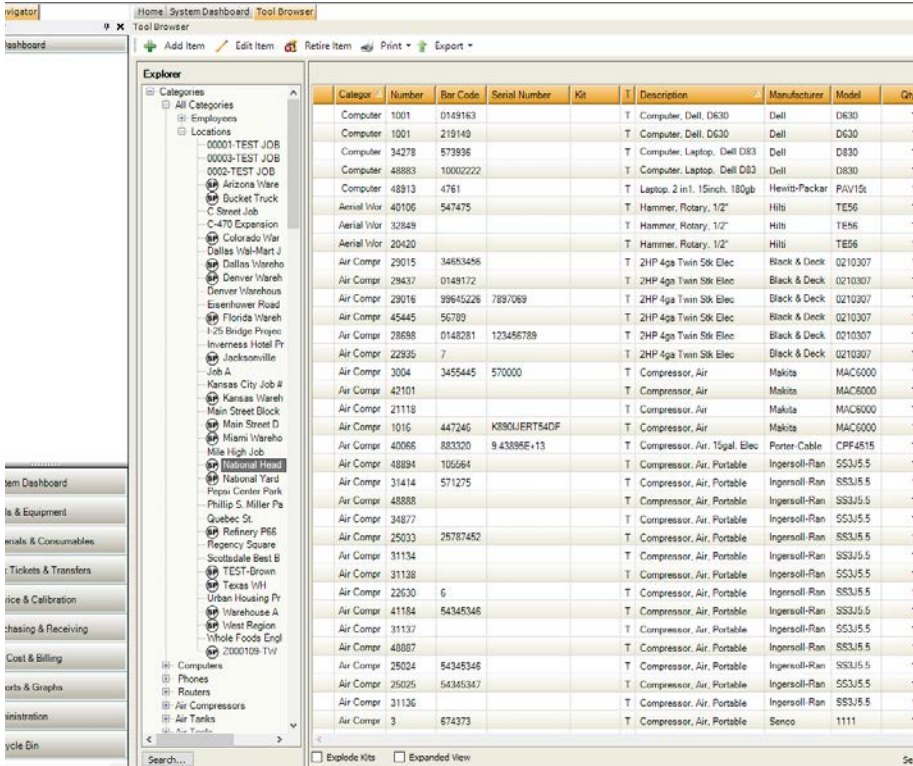 avigator Home System Dashboard Tool Browser
Tool Browser
Dashboard
Add Item Edit Item Retire Item Print Export
Explorer
Categories
All Categories
Employees
Locations
00001-TEST JOB
00003-TEST JOB
0002-TEST JOB
SP Arizona Ware
SP Bucket Truck
C Street Job
C-470 Expansion
SP Colorado War
Dallas Wal-Mart J
SP Dallas Wareho
SP Denver Wareh
Denver Warehous
Eisenhower Road
SP Florida Wareh
I-25 Bridge Projec
Inverness Hotel Pr
SP Jacksonville
Job A
Kansas City Job #
SP Kansas Wareh
Main Street Block
SP Main Street D
SP Miami Wareho
Mile High Job
SP National Head
SP National Yard
Pepsi Center Park
Phillip S. Miller Pa
Quebec St.
SP Refinery P66
Regency Square
Scottsdale Best B
SP TEST-Brown
SP Texas WH
Urban Housing Pr
SP Warehouse A
SP West Region
Whole Foods Engl
SP Z000109-TW
Computers
Phones
Routers
Air Compressors
Air Tanks
Air Tools
Search...
Categor Number Bar Code Serial Number Kit T Description Manufacturer Model Qty
Computer 1001 0149163 T Computer, Dell, D630 Dell D630
Computer 1001 219149 T Computer, Dell, D630 Dell D630
Computer 34278 573936 T Computer, Laptop, Dell D83 Dell D830
Computer 48883 10002222 T Computer, Laptop, Dell D83 Dell D830
Computer 48913 4761 T Laptop, 2 in1, 15inch, 180gb Hewitt-Packar PAV15t
Aerial Wor 40106 547475 T Hammer, Rotary, 1/2" Hilti TE56
Aerial Wor 32849 T Hammer, Rotary, 1/2" Hilti TE56
Aerial Wor 20420 T Hammer, Rotary, 1/2" Hilti TE56
Air Compr 29015 34653456 T 2HP 4ga Twin Stk Elec Black & Deck 0210307
Air Compr 29437 0149172 T 2HP 4ga Twin Stk Elec Black & Deck 0210307
Air Compr 29016 99645226 7897069 T 2HP 4ga Twin Stk Elec Black & Deck 0210307
Air Compr 45445 56789 T 2HP 4ga Twin Stk Elec Black & Deck 0210307
Air Compr 28698 0148281 123456789 T 2HP 4ga Twin Stk Elec Black & Deck 0210307
Air Compr 22935 7 T 2HP 4ga Twin Stk Elec Black & Deck 0210307
Air Compr 3004 3455445 570000 T Compressor, Air Makita MAC6000
Air Compr 42101 T Compressor, Air Makita MAC6000
Air Compr 21118 T Compressor, Air Makita MAC6000
Air Compr 1016 447246 K890IJERT54DF T Compressor, Air Makita MAC6000
Air Compr 40066 883320 9.43895E+13 T Compressor, Air, 15gal, Elec Porter-Cable CPF4515
Air Compr 48894 105564 T Compressor, Air, Portable Ingersoll-Ran SS3J5.5
Air Compr 31414 571275 T Compressor, Air, Portable Ingersoll-Ran SS3J5.5
Air Compr 48888 T Compressor, Air, Portable Ingersoll-Ran SS3J5.5
Air Compr 34877 T Compressor, Air, Portable Ingersoll-Ran SS3J5.5
Air Compr 25033 25787452 T Compressor, Air, Portable Ingersoll-Ran SS3J5.5
Air Compr 31134 T Compressor, Air, Portable Ingersoll-Ran SS3J5.5
Air Compr 31138 T Compressor, Air, Portable Ingersoll-Ran SS3J5.5
Air Compr 22630 6 T Compressor, Air, Portable Ingersoll-Ran SS3J5.5
Air Compr 41184 54345346 T Compressor, Air, Portable Ingersoll-Ran SS3J5.5
Air Compr 31137 T Compressor, Air, Portable Ingersoll-Ran SS3J5.5
Air Compr 48887 T Compressor, Air, Portable Ingersoll-Ran SS3J5.5
Air Compr 25024 54345346 T Compressor, Air, Portable Ingersoll-Ran SS3J5.5
Air Compr 25025 54345347 T Compressor, Air, Portable Ingersoll-Ran SS3J5.5
Air Compr 31136 T Compressor, Air, Portable Ingersoll-Ran SS3J5.5
Air Compr 3 674373 T Compressor, Air, Portable Senco 1111
Explode Kits Expanded View Se
tem Dashboard
ls & Equipment
erials & Consumables
Tickets & Transfers
vice & Calibration
chasing & Receiving
Cost & Billing
orts & Graphs
ministration
ycle Bin